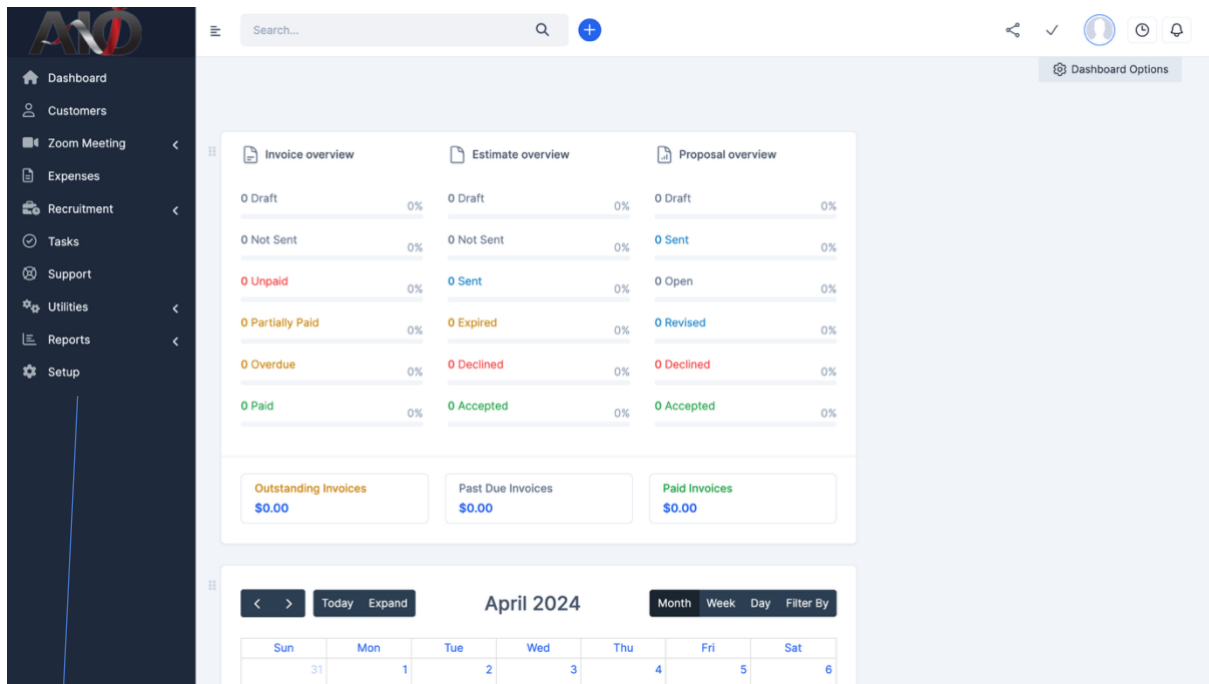 AIO
Search...
Dashboard Options
Dashboard
Customers
Zoom Meeting
Expenses
Recruitment
Tasks
Support
Utilities
Reports
Setup
Invoice overview
0 Draft 0%
0 Not Sent 0%
0 Unpaid 0%
0 Partially Paid 0%
0 Overdue 0%
0 Paid 0%
Estimate overview
0 Draft 0%
0 Not Sent 0%
0 Sent 0%
0 Expired 0%
0 Declined 0%
0 Accepted 0%
Proposal overview
0 Draft 0%
0 Sent 0%
0 Open 0%
0 Revised 0%
0 Declined 0%
0 Accepted 0%
Outstanding Invoices
$0.00
Past Due Invoices
$0.00
Paid Invoices
$0.00
Today Expand April 2024 Month Week Day Filter By
Sun Mon Tue Wed Thu Fri Sat
31 1 2 3 4 5 6